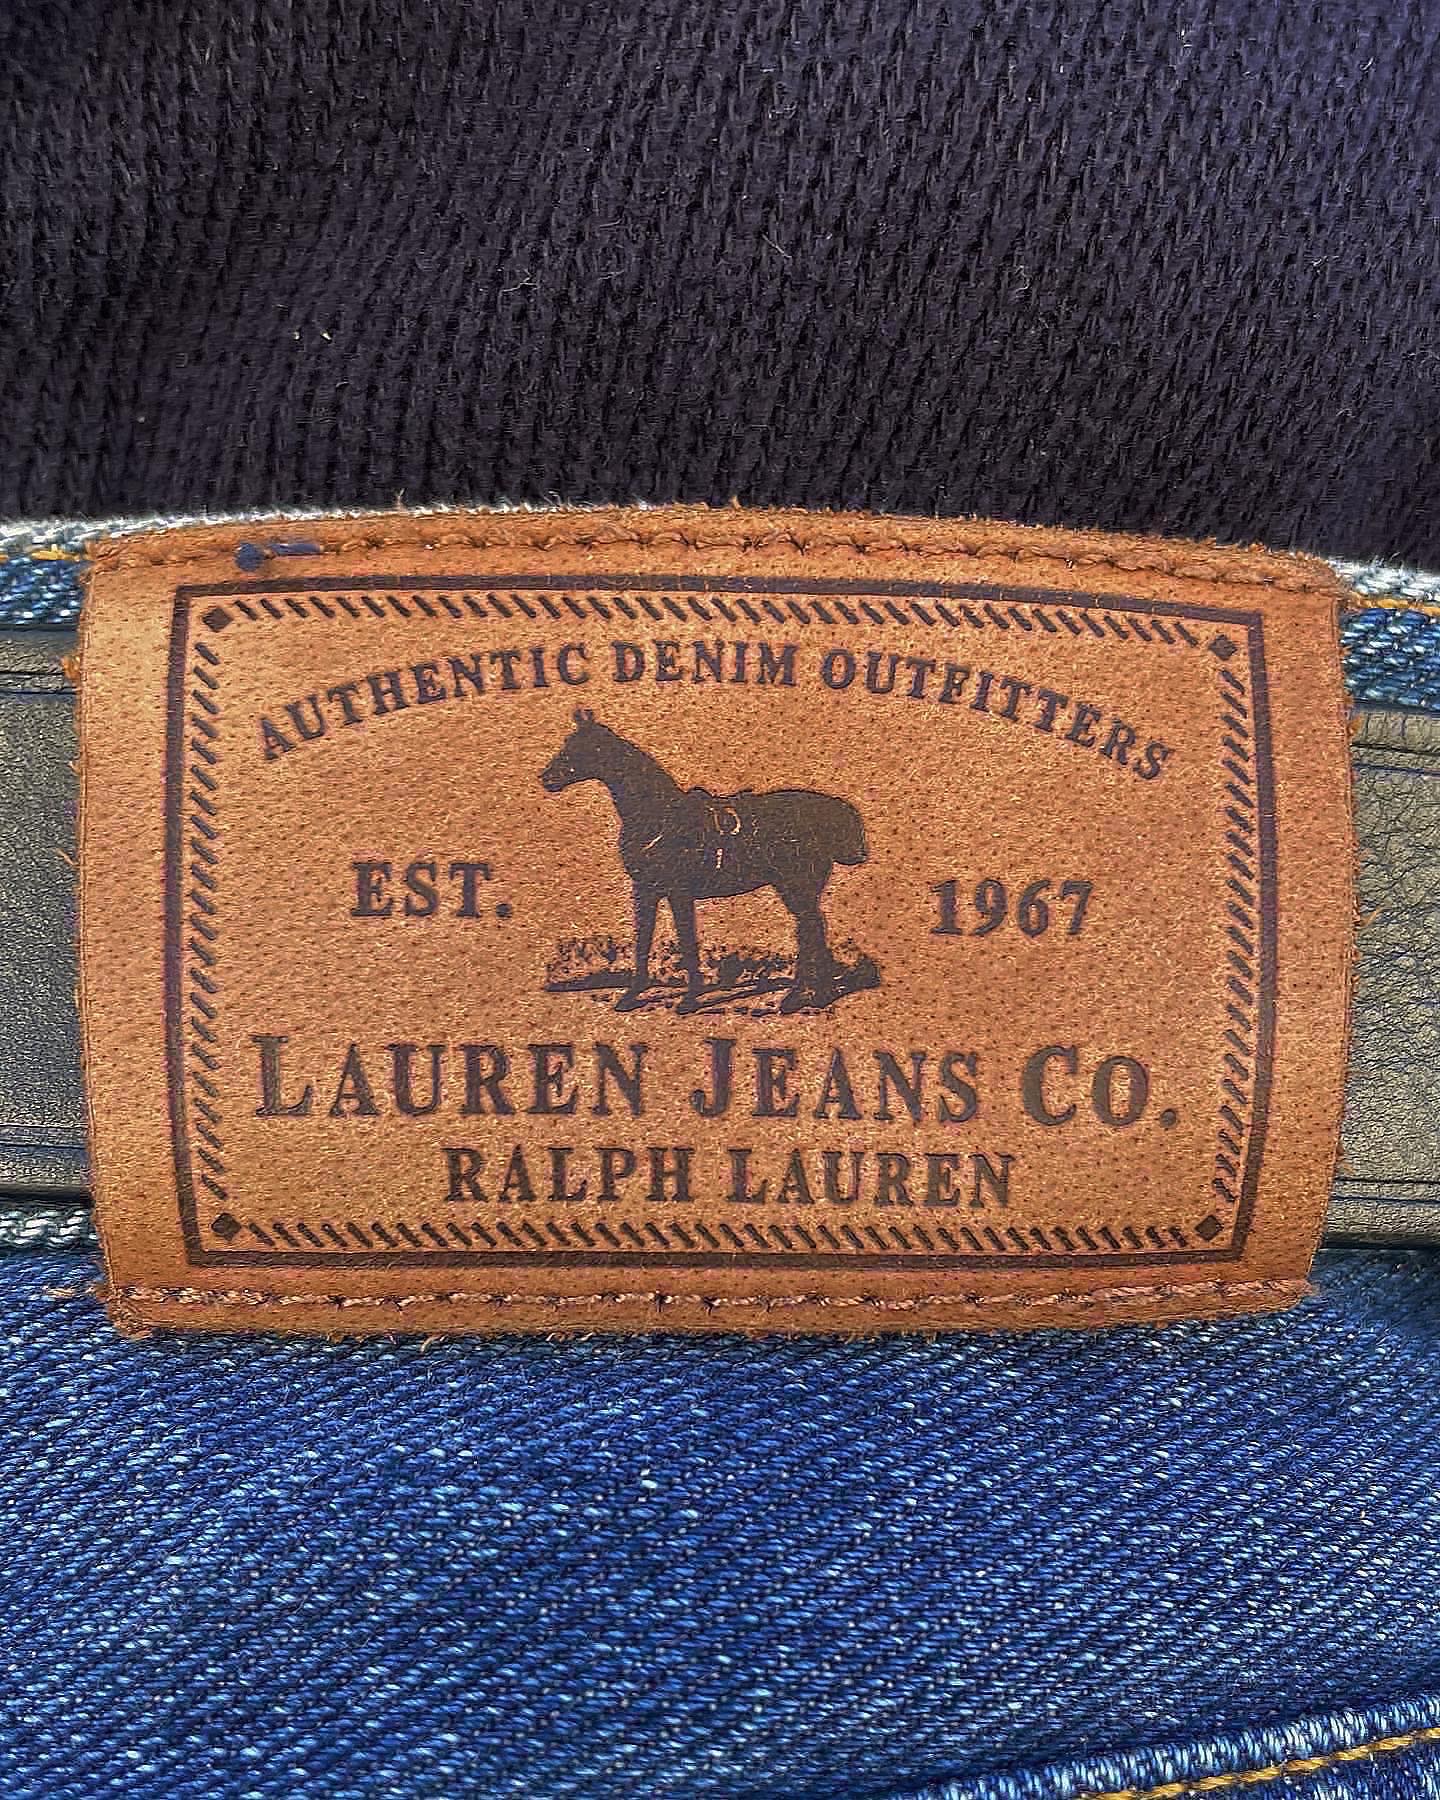 AUTHENTIC DENIM OUTFITTERS
EST. 1967
LAUREN JEANS CO.
RALPH LAUREN